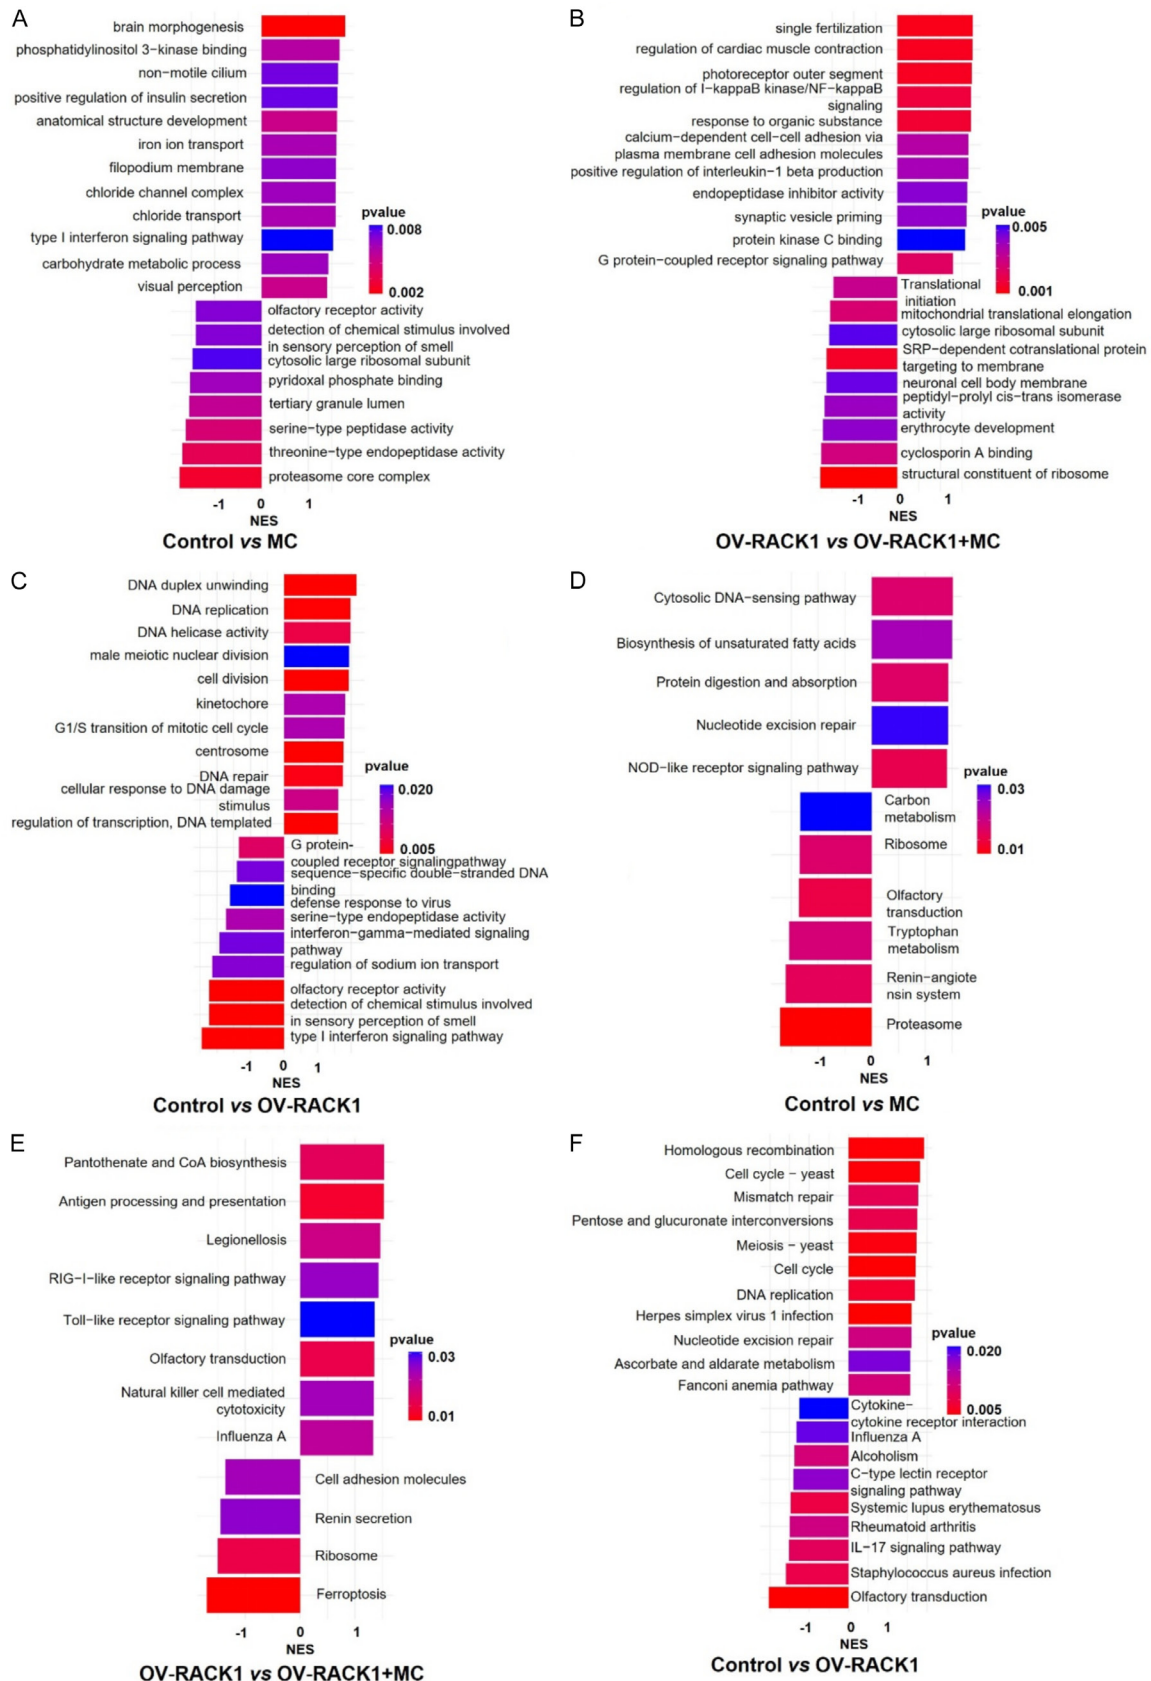 A
brain morphogenesis
phosphatidylinositol 3−kinase binding
non−motile cilium
positive regulation of insulin secretion
anatomical structure development
iron ion transport
filopodium membrane
chloride channel complex
chloride transport
type I interferon signaling pathway
carbohydrate metabolic process
visual perception
olfactory receptor activity
detection of chemical stimulus involved
in sensory perception of smell
cytosolic large ribosomal subunit
pyridoxal phosphate binding
tertiary granule lumen
serine−type peptidase activity
threonine−type endopeptidase activity
proteasome core complex
pvalue
0.008
0.002
-1 0 1
NES
Control vs MC
B
single fertilization
regulation of cardiac muscle contraction
photoreceptor outer segment
regulation of I−kappaB kinase/NF−kappaB
signaling
response to organic substance
calcium−dependent cell−cell adhesion via
plasma membrane cell adhesion molecules
positive regulation of interleukin−1 beta production
endopeptidase inhibitor activity
synaptic vesicle priming
protein kinase C binding
G protein−coupled receptor signaling pathway
Translational
initiation
mitochondrial translational elongation
cytosolic large ribosomal subunit
SRP−dependent cotranslational protein
targeting to membrane
neuronal cell body membrane
peptidyl−prolyl cis−trans isomerase
activity
erythrocyte development
cyclosporin A binding
structural constituent of ribosome
pvalue
0.005
0.001
-1 0 1
NES
OV-RACK1 vs OV-RACK1+MC
C
DNA duplex unwinding
DNA replication
DNA helicase activity
male meiotic nuclear division
cell division
kinetochore
G1/S transition of mitotic cell cycle
centrosome
DNA repair
cellular response to DNA damage
stimulus
regulation of transcription, DNA templated
G protein-
coupled receptor signalingpathway
sequence−specific double−stranded DNA
binding
defense response to virus
serine−type endopeptidase activity
interferon−gamma−mediated signaling
pathway
regulation of sodium ion transport
olfactory receptor activity
detection of chemical stimulus involved
in sensory perception of smell
type I interferon signaling pathway
pvalue
0.020
0.005
-1 0 1
NES
Control vs OV-RACK1
D
Cytosolic DNA−sensing pathway
Biosynthesis of unsaturated fatty acids
Protein digestion and absorption
Nucleotide excision repair
NOD−like receptor signaling pathway
Carbon
metabolism
Ribosome
Olfactory
transduction
Tryptophan
metabolism
Renin−angiote
nsin system
Proteasome
pvalue
0.03
0.01
-1 0 1
NES
Control vs MC
E
Pantothenate and CoA biosynthesis
Antigen processing and presentation
Legionellosis
RIG−I−like receptor signaling pathway
Toll−like receptor signaling pathway
Olfactory transduction
Natural killer cell mediated
cytotoxicity
Influenza A
Cell adhesion molecules
Renin secretion
Ribosome
Ferroptosis
pvalue
0.03
0.01
-1 0 1
NES
OV-RACK1 vs OV-RACK1+MC
F
Homologous recombination
Cell cycle − yeast
Mismatch repair
Pentose and glucuronate interconversions
Meiosis − yeast
Cell cycle
DNA replication
Herpes simplex virus 1 infection
Nucleotide excision repair
Ascorbate and aldarate metabolism
Fanconi anemia pathway
Cytokine−
cytokine receptor interaction
Influenza A
Alcoholism
C−type lectin receptor
signaling pathway
Systemic lupus erythematosus
Rheumatoid arthritis
IL−17 signaling pathway
Staphylococcus aureus infection
Olfactory transduction
pvalue
0.020
0.005
-1 0 1
NES
Control vs OV-RACK1